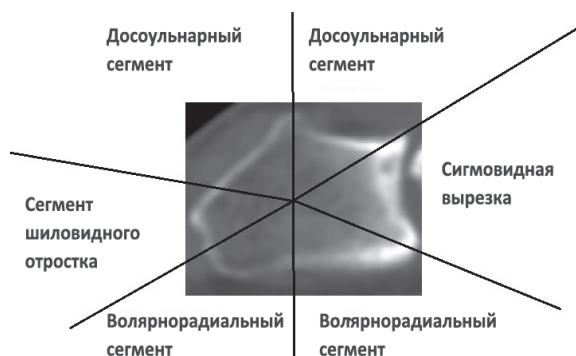 Досоульнарный
сегмент
Досоульнарный
сегмент
Сигмовидная
вырезка
Сегмент
шиловидного
отростка
Волярнорадиальный
сегмент
Волярнорадиальный
сегмент